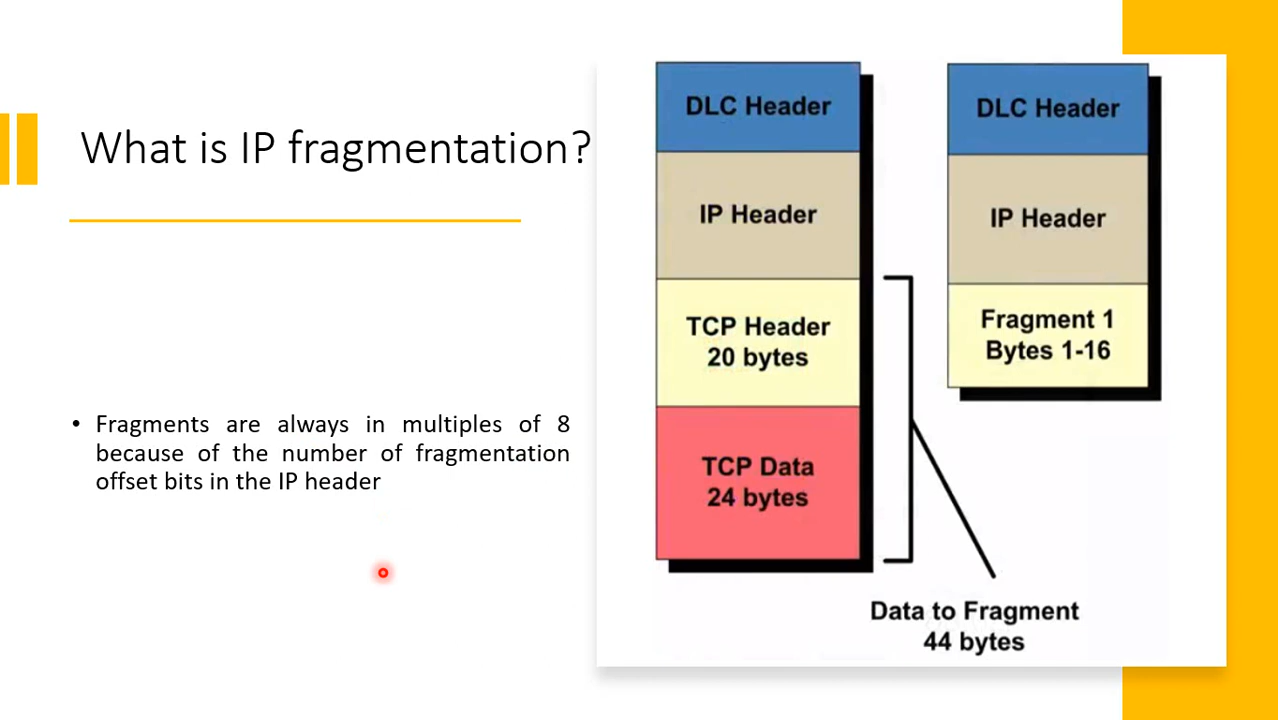 What is IP fragmentation?
• Fragments are always in multiples of 8
because of the number of fragmentation
offset bits in the IP header
DLC Header
IP Header
TCP Header
20 bytes
TCP Data
24 bytes
DLC Header
IP Header
Fragment 1
Bytes 1-16
Data to Fragment
44 bytes